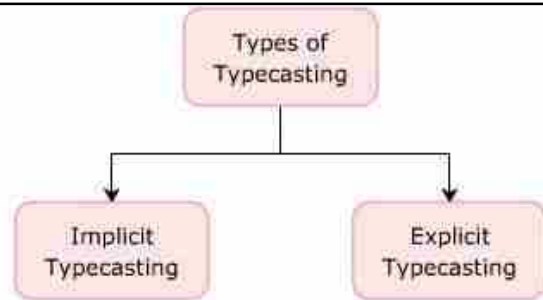 Types of
Typecasting
Implicit
Typecasting
Explicit
Typecasting